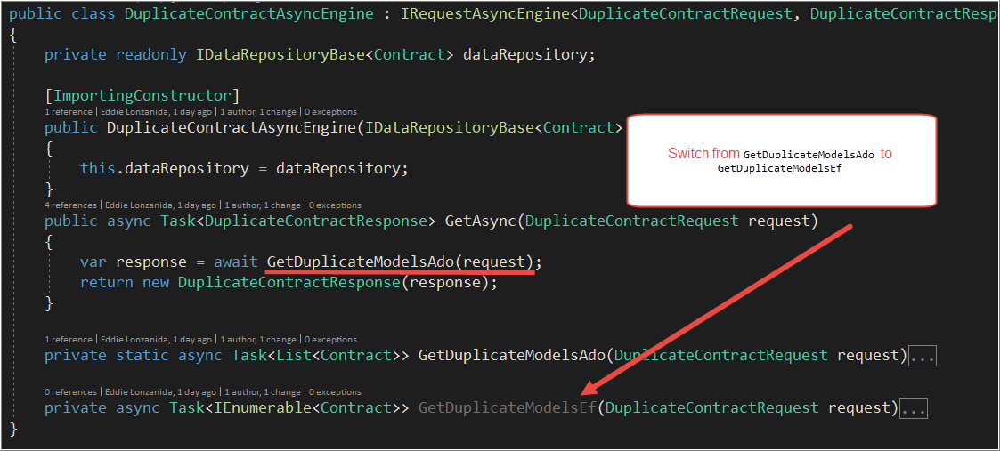 public class DuplicateContractAsyncEngine : IRequestAsyncEngine<DuplicateContractRequest, DuplicateContractResp
{
private readonly IDataRepositoryBase<Contract> dataRepository;
[ImportingConstructor]
1 reference | Eddie Lonzanida, 1 day ago | 1 author, 1 change | 0 exceptions
public DuplicateContractAsyncEngine(IDataRepositoryBase<Contract>
{
this.dataRepository = dataRepository;
}
Switch from GetDuplicateModelsAdo to
GetDuplicateModelsEf
4 references | Eddie Lonzanida, 1 day ago | 1 author, 1 change | 0 exceptions
public async Task<DuplicateContractResponse> GetAsync(DuplicateContractRequest request)
{
var response = await GetDuplicateModelsAdo(request);
return new DuplicateContractResponse(response);
}
1 reference | Eddie Lonzanida, 1 day ago | 1 author, 1 change | 0 exceptions
private static async Task<List<Contract>> GetDuplicateModelsAdo(DuplicateContractRequest request)...
0 references | Eddie Lonzanida, 1 day ago | 1 author, 1 change | 0 exceptions
private async Task<IEnumerable<Contract>> GetDuplicateModelsEf(DuplicateContractRequest request)...
}